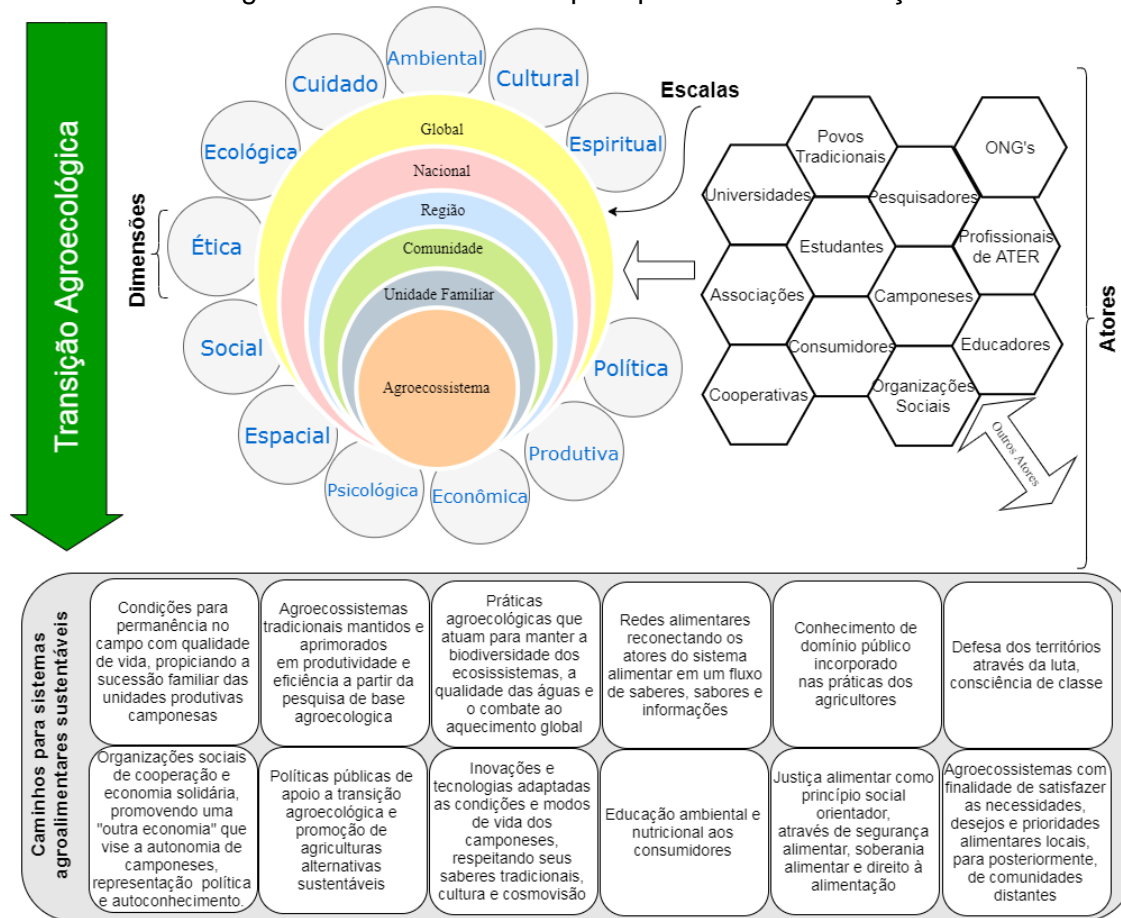 Transição Agroecológica
Dimensões
Ambiental
Cuidado
Cultural
Ecológica
Espiritual
Ética
Social
Política
Espacial
Produtiva
Psicológica
Econômica
Global
Nacional
Região
Comunidade
Unidade Familiar
Agroecossistema
Escalas
Povos
Tradicionais
ONG's
Universidades
Pesquisadores
Estudantes
Profissionais
de ATER
Associações
Camponeses
Consumidores
Educadores
Cooperativas
Organizações
Sociais
Outros Atores
Atores
Caminhos para sistemas
agroalimentares sustentáveis
Condições para
permanência no
campo com qualidade
de vida, propiciando a
sucessão familiar das
unidades produtivas
camponesas
Agroecossistemas
tradicionais mantidos e
aprimorados
em produtividade e
eficiência a partir da
pesquisa de base
agroecologica
Práticas
agroecológicas que
atuam para manter a
biodiversidade dos
ecosissistemas, a
qualidade das águas e
o combate ao
aquecimento global
Redes alimentares
reconectando os
atores do sistema
alimentar em um fluxo
de saberes, sabores e
informações
Conhecimento de
domínio público
incorporado
nas práticas dos
agricultores
Defesa dos territórios
através da luta,
consciência de classe
Organizações sociais
de cooperação e
economia solidária,
promovendo uma
"outra economia" que
vise a autonomia de
camponeses,
representação política
e autoconhecimento.
Políticas públicas de
apoio a transição
agroecológica e
promoção de
agriculturas
alternativas
sustentáveis
Inovações e
tecnologias adaptadas
as condições e modos
de vida dos
camponeses,
respeitando seus
saberes tradicionais,
cultura e cosmovisão
Educação ambiental e
nutricional aos
consumidores
Justiça alimentar como
princípio social
orientador,
através de segurança
alimentar, soberania
alimentar e direito à
alimentação
Agroecossistemas com
finalidade de satisfazer
as necessidades,
desejos e prioridades
alimentares locais,
para posteriormente,
de comunidades
distantes